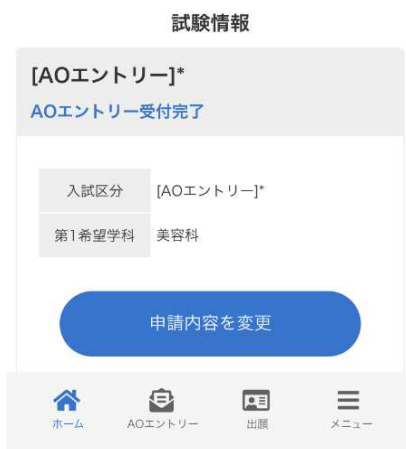 試験情報
[AOエントリー]*
AOエントリー受付完了
入試区分 [AOエントリー]*
第1希望学科 美容科
申請内容を変更
ホーム AOエントリー 出願 メニュー